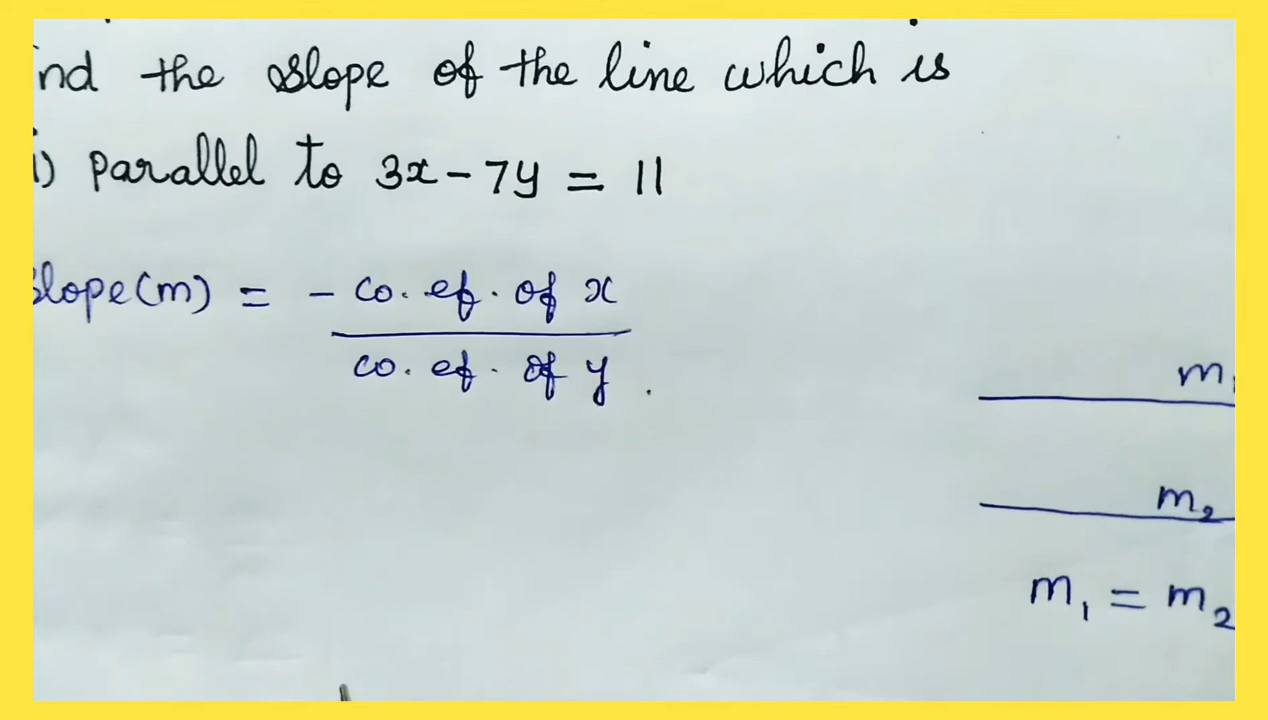 nd the slope of the line which is
i) parallel to 3x - 7y = 11
slope(m) = - co. ef. of x
co. ef. of y .
m1
m2
m1 = m2